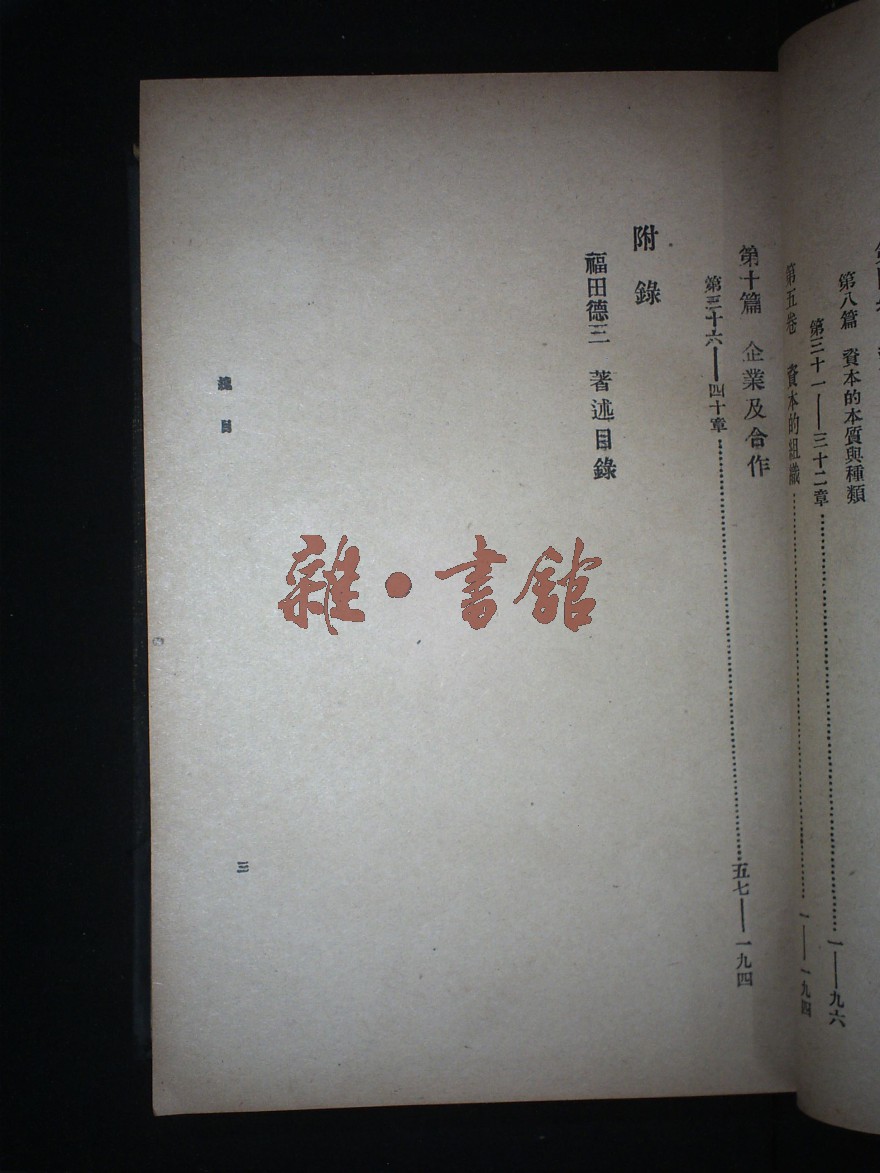 第八篇 資本的本質與種類
第三十一——三十二章……一——九六
第五卷 資本的組織……一——一九四
第十篇 企業及合作
第三十六——四十章……五七——一九四
附錄
福田德三 著述目錄
總目
三
雜·書館